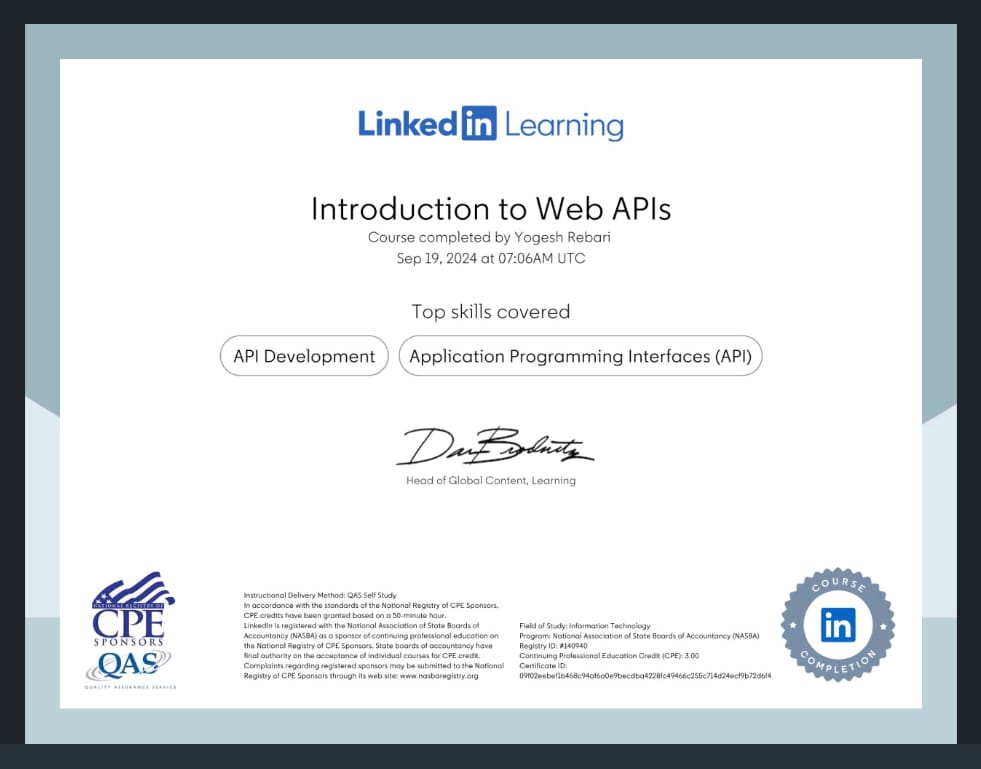 LinkedIn Learning
Introduction to Web APIs
Course completed by Yogesh Rebari
Sep 19, 2024 at 07:06AM UTC
Top skills covered
API Development
Application Programming Interfaces (API)
Head of Global Content, Learning
NATIONAL REGISTRY OF
CPE
SPONSORS
QAS
QUALITY ASSURANCE SERVICE
Instructional Delivery Method: QAS Self Study
In accordance with the standards of the National Registry of CPE Sponsors,
CPE credits have been granted based on a 50-minute hour.
LinkedIn is registered with the National Association of State Boards of
Accountancy (NASBA) as a sponsor of continuing professional education on
the National Registry of CPE Sponsors. State boards of accountancy have
final authority on the acceptance of individual courses for CPE credit.
Complaints regarding registered sponsors may be submitted to the National
Registry of CPE Sponsors through its web site: www.nasbaregistry.org
Field of Study: Information Technology
Program: National Association of State Boards of Accountancy (NASBA)
Registry ID: #140940
Continuing Professional Education Credit (CPE): 3.00
Certificate ID:
COURSE
in
COMPLETION